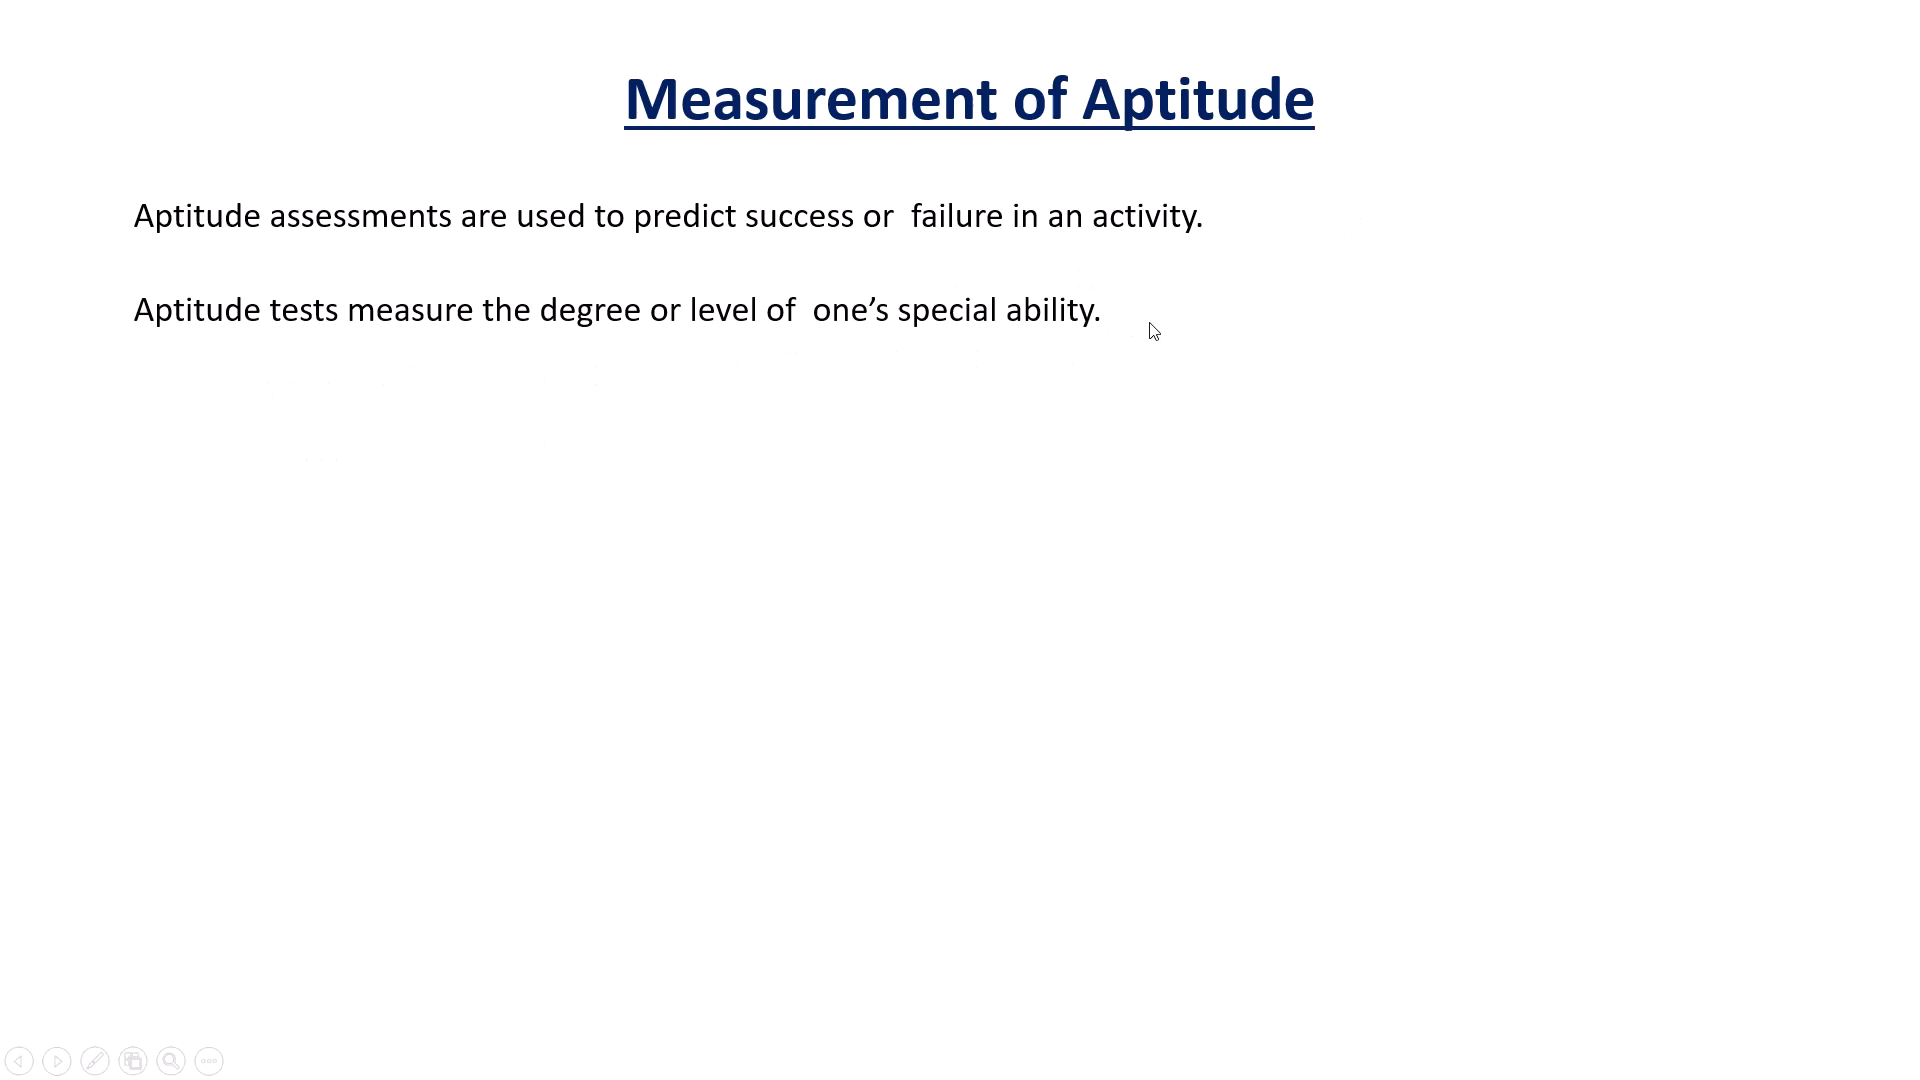 Measurement of Aptitude
Aptitude assessments are used to predict success or  failure in an activity.
Aptitude tests measure the degree or level of  one’s special ability.